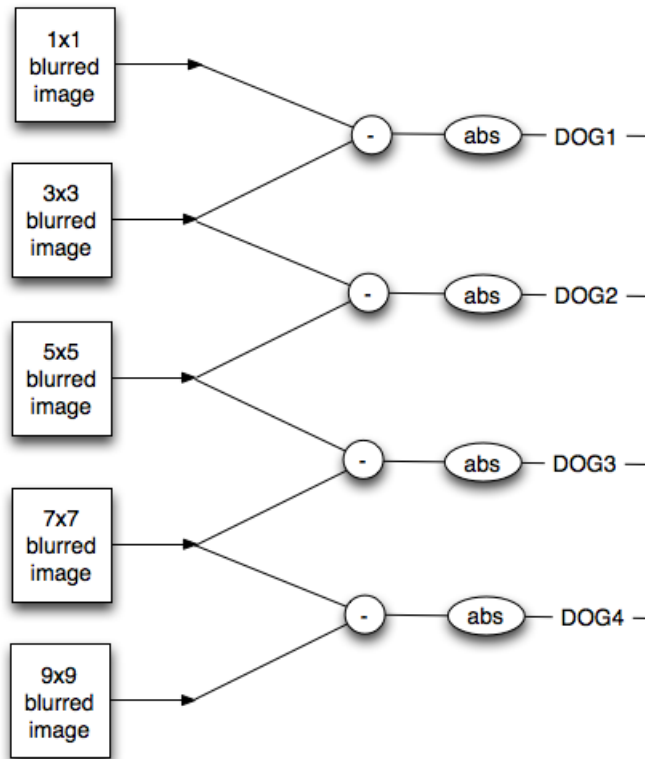 1x1
blurred
image
-
abs
DOG1
3x3
blurred
image
-
abs
DOG2
5x5
blurred
image
-
abs
DOG3
7x7
blurred
image
-
abs
DOG4
9x9
blurred
image